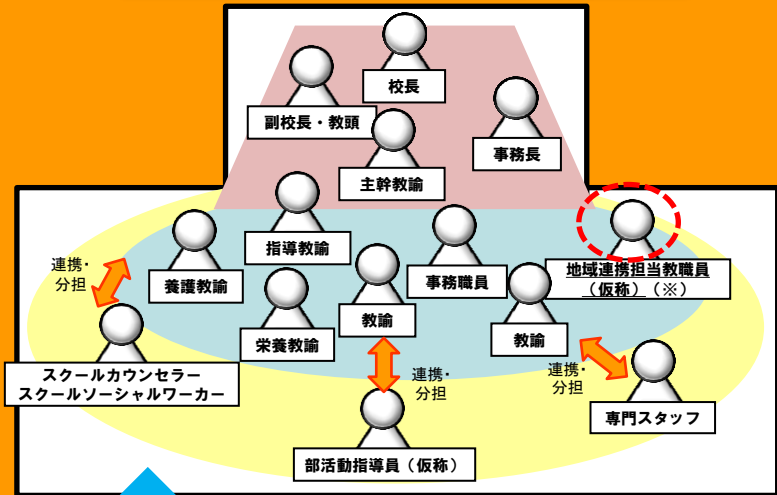 校長
副校長・教頭
事務長
主幹教諭
指導教諭
養護教諭
事務職員
地域連携担当教職員
（仮称）（※）
連携・
分担
栄養教諭
教諭
教諭
スクールカウンセラー
スクールソーシャルワーカー
連携・
分担
連携・
分担
専門スタッフ
部活動指導員（仮称）